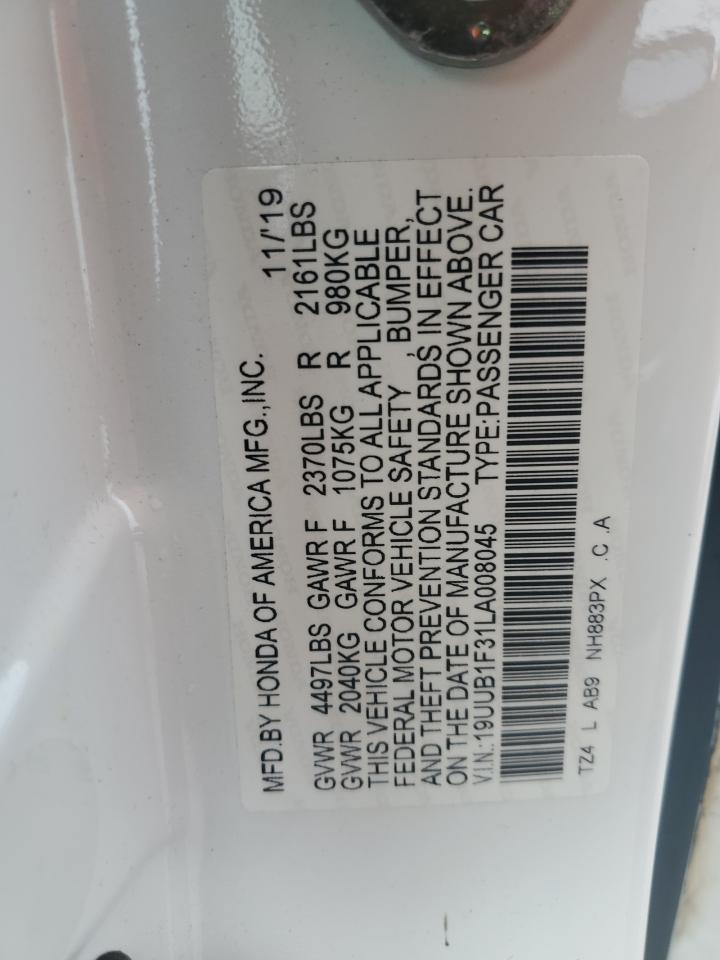 MFD.BY HONDA OF AMERICA MFG.,INC. 11/'19
GVWR 4497LBS GAWR F 2370LBS R 2161LBS
GVWR 2040KG GAWR F 1075KG R 980KG
THIS VEHICLE CONFORMS TO ALL APPLICABLE
FEDERAL MOTOR VEHICLE SAFETY , BUMPER,
AND THEFT PREVENTION STANDARDS IN EFFECT
ON THE DATE OF MANUFACTURE SHOWN ABOVE.
V.I.N.:19UUB1F31LA008045 TYPE:PASSENGER CAR
TZ4 L AB9 NH883PX .C .A